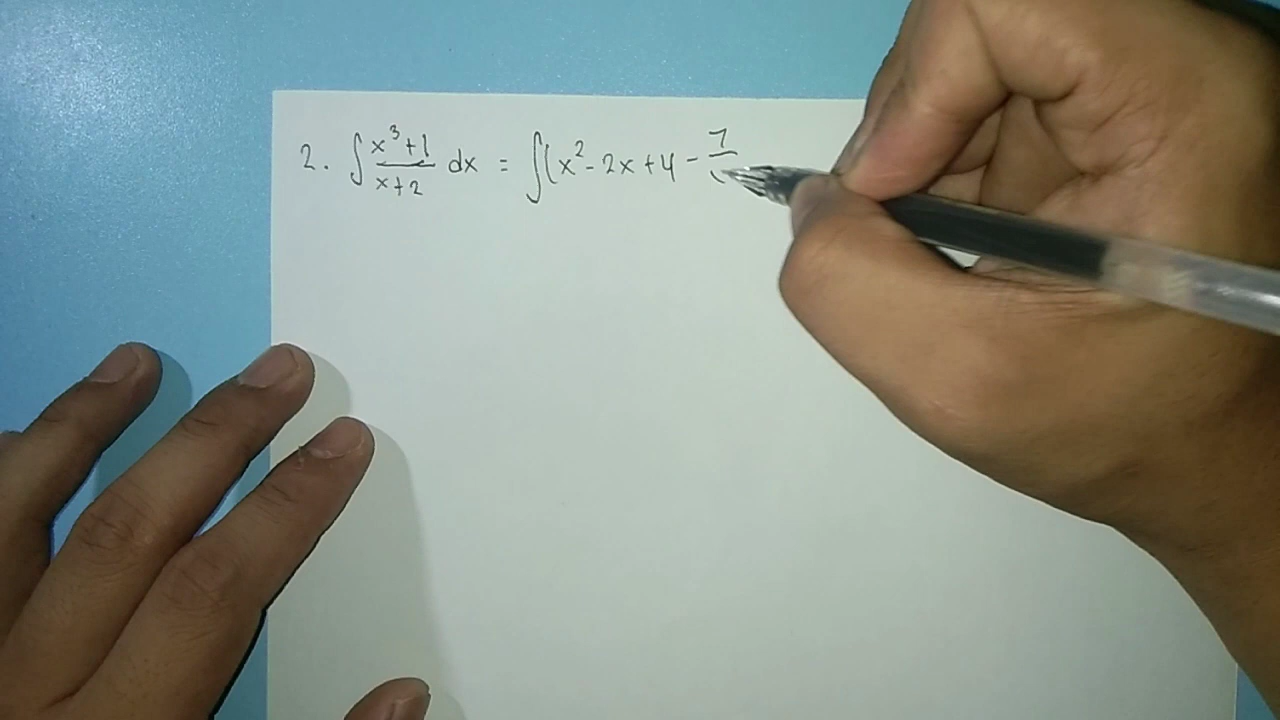 2. ∫ x³+1 / x+2 dx = ∫(x² - 2x + 4 - 7/